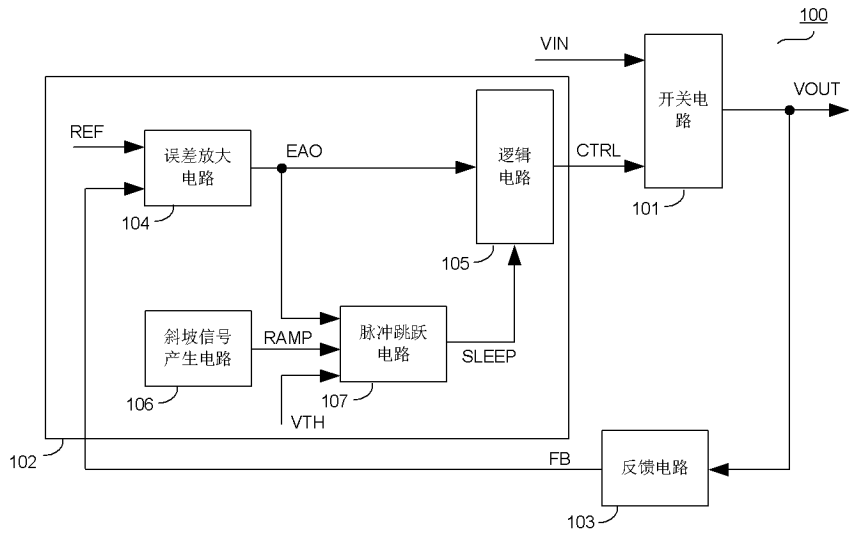 100
VIN
VOUT
开关电
路
REF
误差放大
电路
EAO
逻辑
电路
CTRL
104
101
105
斜坡信号
产生电路
RAMP
脉冲跳跃
电路
SLEEP
106
107
VTH
102
FB
反馈电路
103